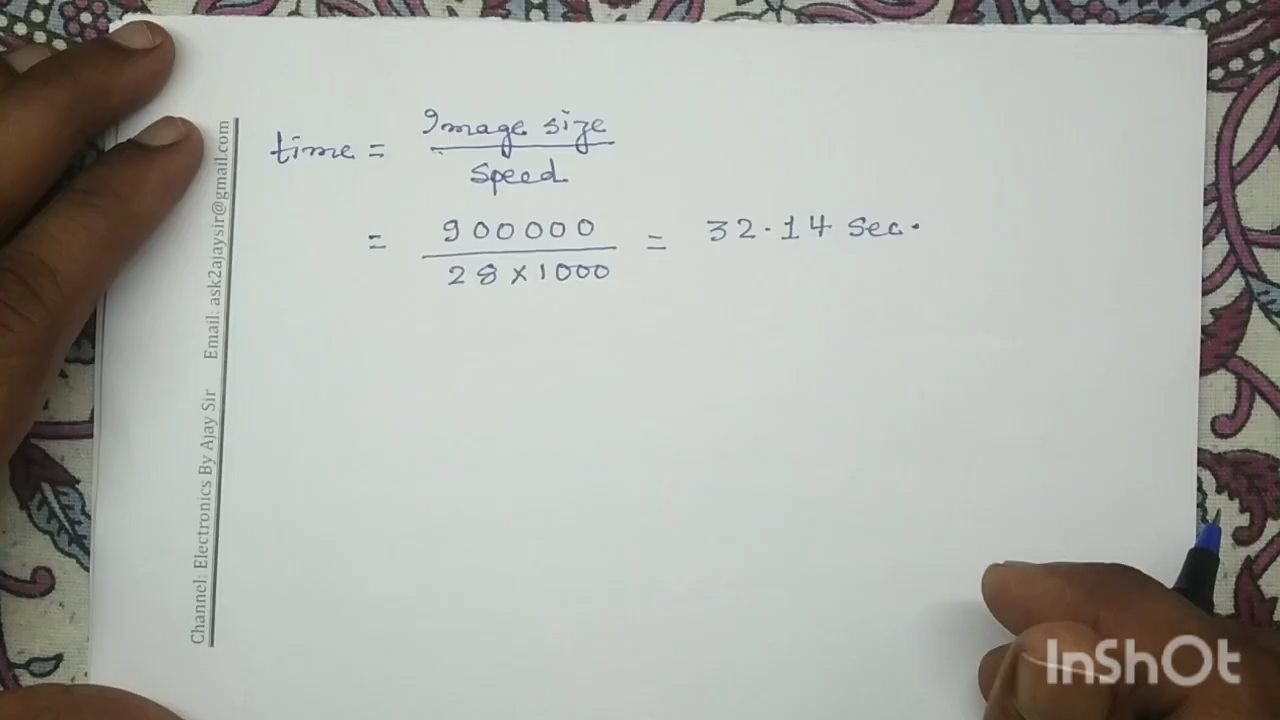 time = Image size / Speed
= 900000 / 28 × 1000 = 32.14 Sec.
Channel: Electronics By Ajay Sir Email: ask2ajaysir@gmail.com
InShOt